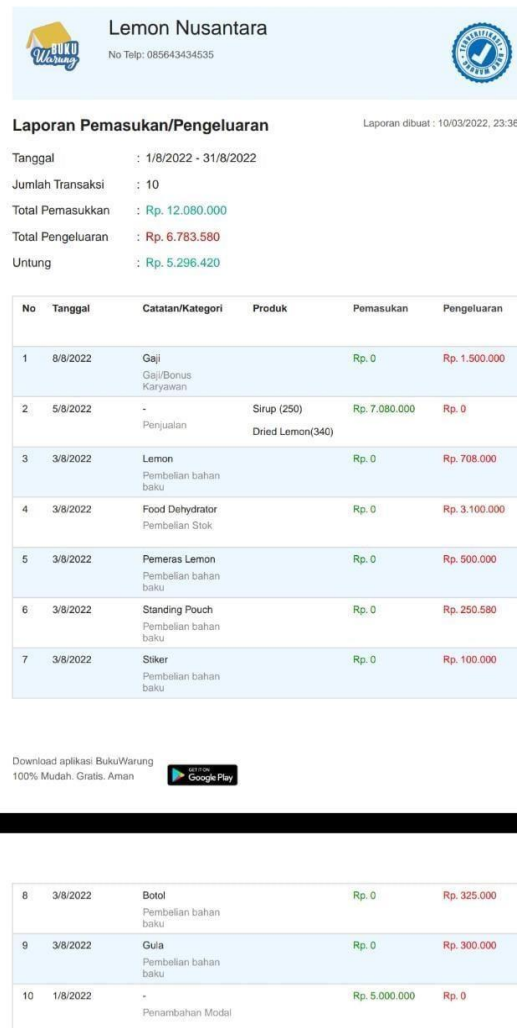 BUKU
Warung
Lemon Nusantara
No Telp: 085643434535
Laporan Pemasukan/Pengeluaran
Laporan dibuat : 10/03/2022, 23:36
Tanggal : 1/8/2022 - 31/8/2022
Jumlah Transaksi : 10
Total Pemasukkan : Rp. 12.080.000
Total Pengeluaran : Rp. 6.783.580
Untung : Rp. 5.296.420
No Tanggal Catatan/Kategori Produk Pemasukan Pengeluaran
1 8/8/2022 Gaji Rp. 0 Rp. 1.500.000
Gaji/Bonus
Karyawan
2 5/8/2022 - Sirup (250) Rp. 7.080.000 Rp. 0
Penjualan Dried Lemon(340)
3 3/8/2022 Lemon Rp. 0 Rp. 708.000
Pembelian bahan
baku
4 3/8/2022 Food Dehydrator Rp. 0 Rp. 3.100.000
Pembelian Stok
5 3/8/2022 Pemeras Lemon Rp. 0 Rp. 500.000
Pembelian bahan
baku
6 3/8/2022 Standing Pouch Rp. 0 Rp. 250.580
Pembelian bahan
baku
7 3/8/2022 Stiker Rp. 0 Rp. 100.000
Pembelian bahan
baku
Download aplikasi BukuWarung
100% Mudah. Gratis. Aman
GET IT ON
Google Play
8 3/8/2022 Botol Rp. 0 Rp. 325.000
Pembelian bahan
baku
9 3/8/2022 Gula Rp. 0 Rp. 300.000
Pembelian bahan
baku
10 1/8/2022 - Rp. 5.000.000 Rp. 0
Penambahan Modal